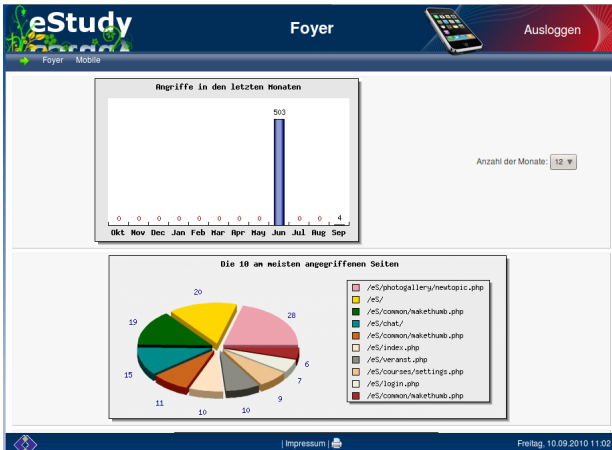 eStudy
Foyer
Ausloggen
Foyer Mobile
Angriffe in den letzten Monaten
503
0 0 0 0 0 0 0 0 0 0 4
Okt Nov Dec Jan Feb Mar Apr May Jun Jul Aug Sep
Anzahl der Monate: 12
Die 10 am meisten angegriffenen Seiten
20
28
19
15
11
10
10
9
7
6
/eS/photogallery/newtopic.php
/eS/
/eS/common/makethumb.php
/eS/chat/
/eS/common/makethumb.php
/eS/index.php
/eS/veranst.php
/eS/courses/settings.php
/eS/login.php
/eS/common/makethumb.php
| Impressum |
Freitag, 10.09.2010 11:02